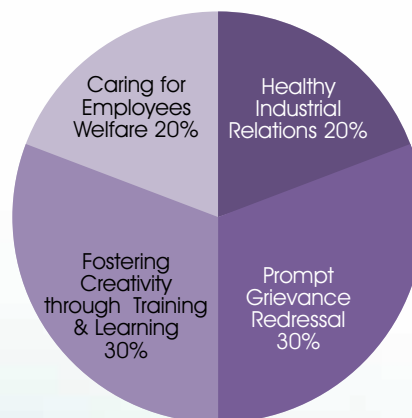 Caring for
Employees
Welfare 20%
Healthy
Industrial
Relations 20%
Fostering
Creativity
through Training
& Learning
30%
Prompt
Grievance
Redressal
30%